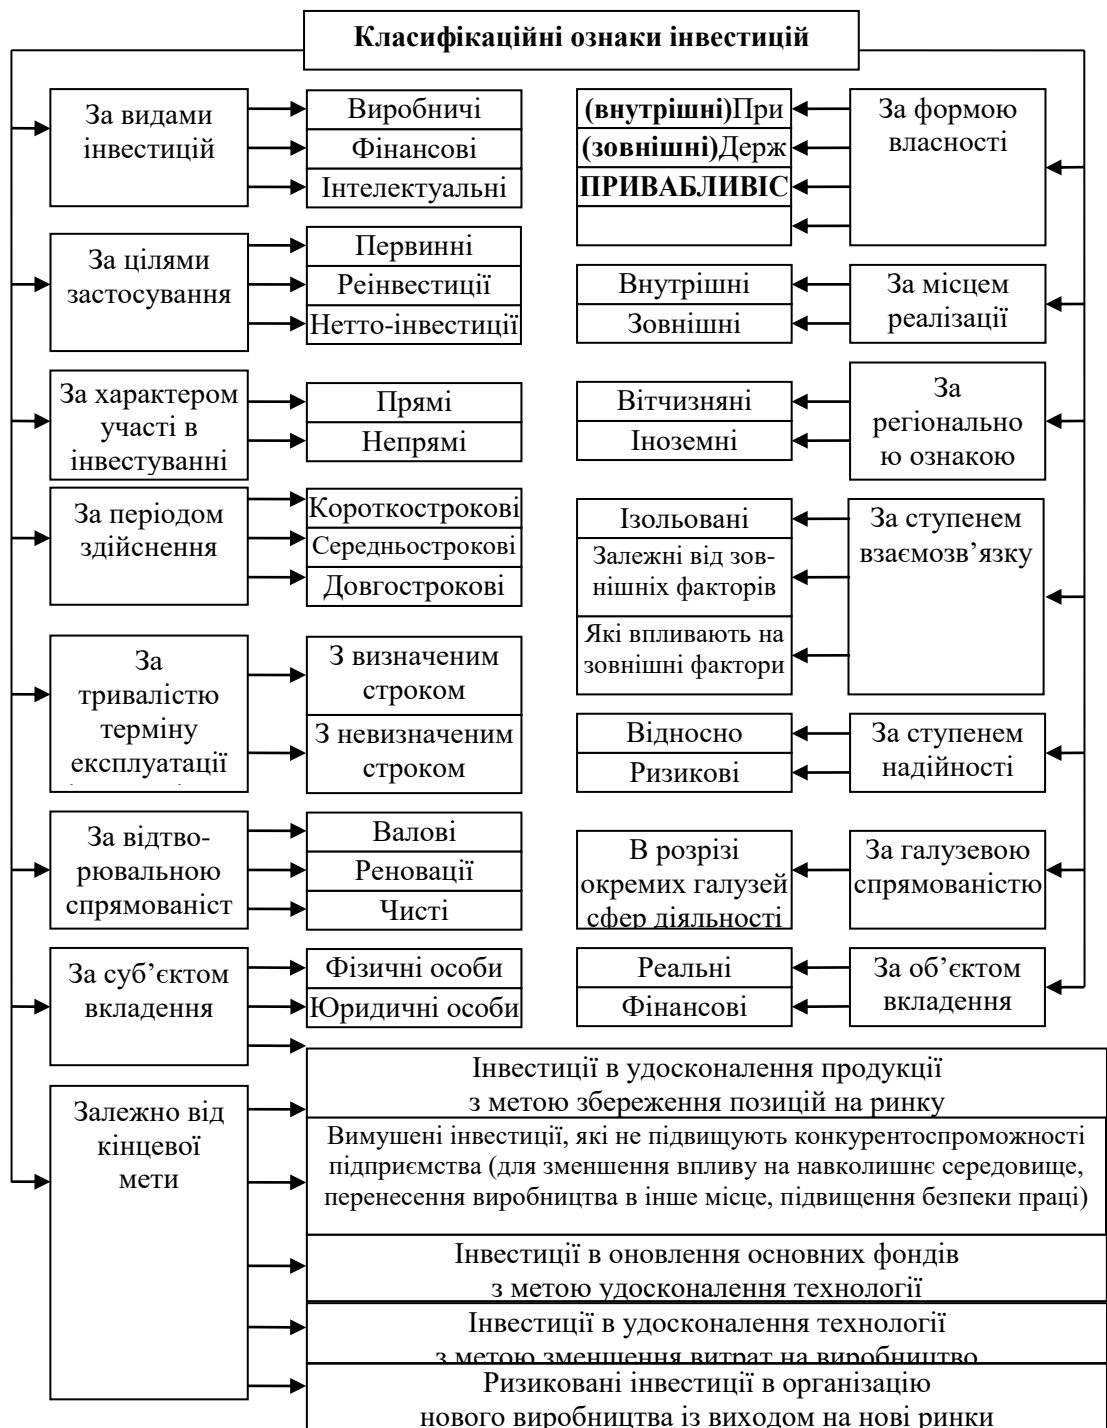 Класифікаційні ознаки інвестицій
За видами
інвестицій
Виробничі
Фінансові
Інтелектуальні
За цілями
застосування
Первинні
Реінвестиції
Нетто-інвестиції
За характером
участі в
інвестуванні
Прямі
Непрямі
За періодом
здійснення
Короткострокові
Середньострокові
Довгострокові
За
тривалістю
терміну
експлуатації
З визначеним
строком
З невизначеним
строком
За відтво-
рювальною
спрямованіст
Валові
Реновації
Чисті
За суб’єктом
вкладення
Фізичні особи
Юридичні особи
Залежно від
кінцевої
мети
Інвестиції в удосконалення продукції
з метою збереження позицій на ринку
Вимушені інвестиції, які не підвищують конкурентоспроможності
підприємства (для зменшення впливу на навколишнє середовище,
перенесення виробництва в інше місце, підвищення безпеки праці)
Інвестиції в оновлення основних фондів
з метою удосконалення технології
Інвестиції в удосконалення технології
з метою зменшення витрат на виробництво
Ризиковані інвестиції в організацію
нового виробництва із виходом на нові ринки
(внутрішні)При
(зовнішні)Держ
ПРИВАБЛИВІС
За формою
власності
Внутрішні
Зовнішні
За місцем
реалізації
Вітчизняні
Іноземні
За
регіонально
ю ознакою
Ізольовані
Залежні від зов-
нішніх факторів
Які впливають на
зовнішні фактори
За ступенем
взаємозв’язку
Відносно
Ризикові
За ступенем
надійності
В розрізі
окремих галузей
сфер діяльності
За галузевою
спрямованістю
Реальні
Фінансові
За об’єктом
вкладення